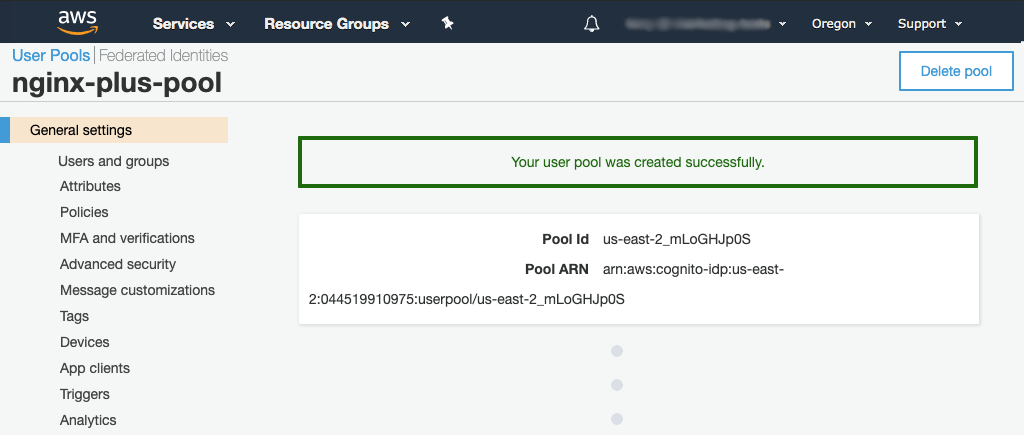 aws Services Resource Groups Oregon Support
User Pools | Federated Identities
nginx-plus-pool
Delete pool
General settings
Users and groups
Attributes
Policies
MFA and verifications
Advanced security
Message customizations
Tags
Devices
App clients
Triggers
Analytics
Your user pool was created successfully.
Pool Id us-east-2_mLoGHJp0S
Pool ARN arn:aws:cognito-idp:us-east-
2:044519910975:userpool/us-east-2_mLoGHJp0S